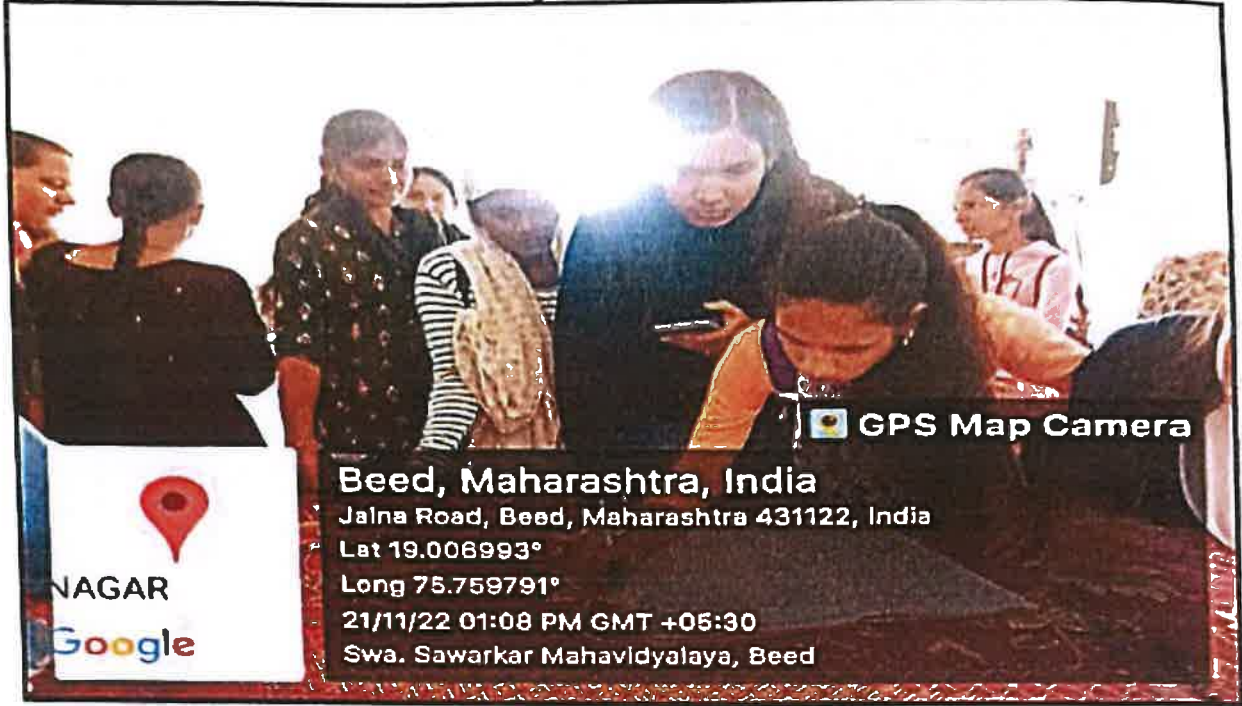 GPS Map Camera
Beed, Maharashtra, India
Jalna Road, Beed, Maharashtra 431122, India
Lat 19.006993°
Long 75.759791°
21/11/22 01:08 PM GMT +05:30
Swa. Sawarkar Mahavidyalaya, Beed
NAGAR
Google